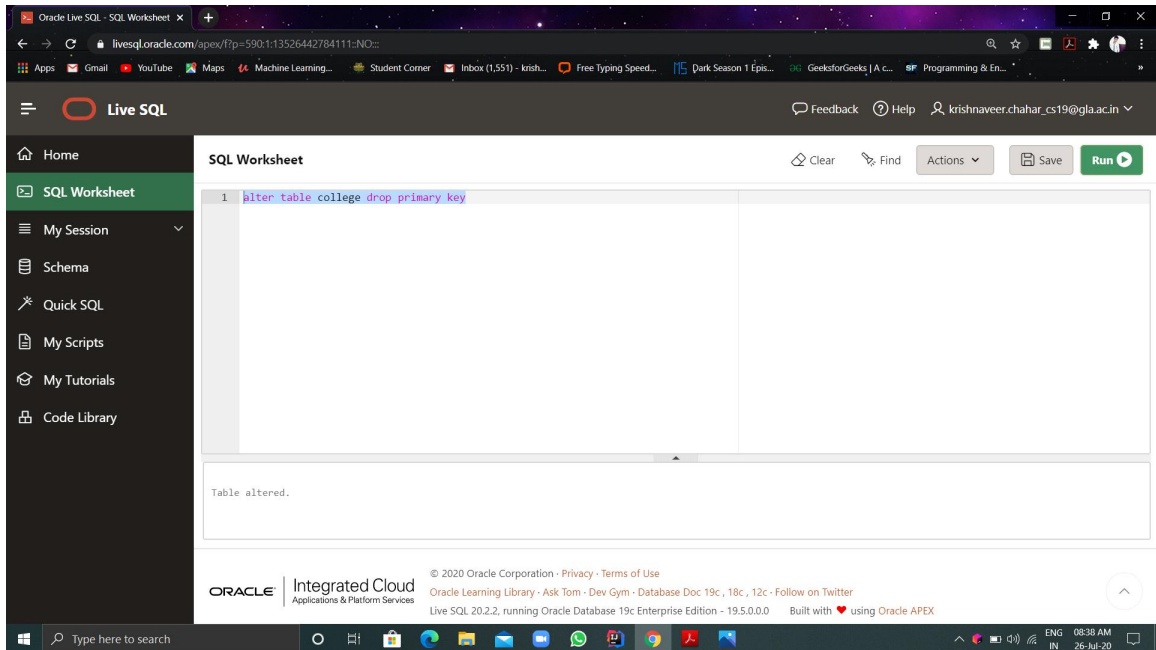 Oracle Live SQL - SQL Worksheet
livesql.oracle.com/apex/f?p=590:1:13526442784111::NO:::
Apps Gmail YouTube Maps Machine Learning... Student Corner Inbox (1,551) - krish... Free Typing Speed... Dark Season 1 Epis... GeeksforGeeks | A c... SF Programming & En... »
Live SQL
Feedback Help krishnaveer.chahar_cs19@gla.ac.in
Home
SQL Worksheet
My Session
Schema
Quick SQL
My Scripts
My Tutorials
Code Library
SQL Worksheet
Clear Find Actions Save Run
1 alter table college drop primary key
Table altered.
ORACLE Integrated Cloud
Applications & Platform Services
© 2020 Oracle Corporation · Privacy · Terms of Use
Oracle Learning Library · Ask Tom · Dev Gym · Database Doc 19c , 18c , 12c · Follow on Twitter
Live SQL 20.2.2, running Oracle Database 19c Enterprise Edition - 19.5.0.0.0 Built with ❤ using Oracle APEX
Type here to search
ENG 08:38 AM
IN 26-Jul-20